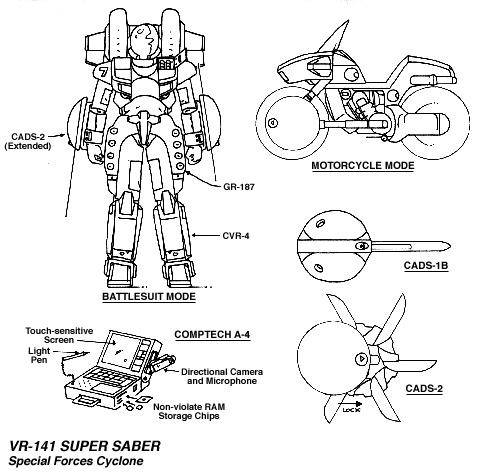 CADS-2
(Extended)
GR-187
CVR-4
BATTLESUIT MODE
MOTORCYCLE MODE
CADS-1B
CADS-2
LOCK
COMPTECH A-4
Touch-sensitive
Screen
Light
Pen
Directional Camera
and Microphone
Non-violate RAM
Storage Chips
VR-141 SUPER SABER
Special Forces Cyclone